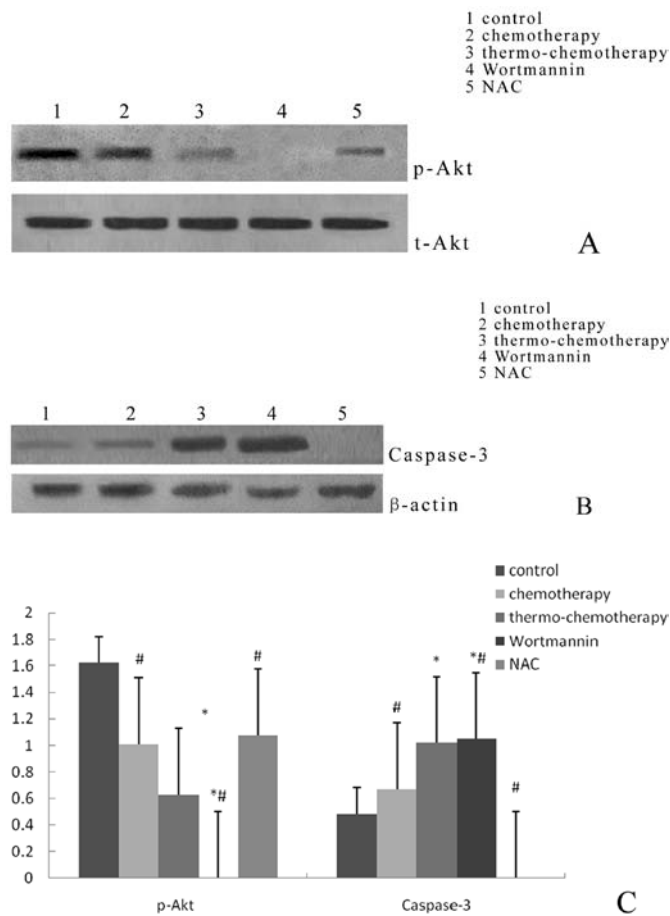 1 control
2 chemotherapy
3 thermo-chemotherapy
4 Wortmannin
5 NAC
1 2 3 4 5
p-Akt
t-Akt
A
1 control
2 chemotherapy
3 thermo-chemotherapy
4 Wortmannin
5 NAC
1 2 3 4 5
Caspase-3
β-actin
B
control
chemotherapy
thermo-chemotherapy
Wortmannin
NAC
2
1.8
1.6
1.4
1.2
1
0.8
0.6
0.4
0.2
0
#
*
*#
#
#
*
*#
#
p-Akt
Caspase-3
C